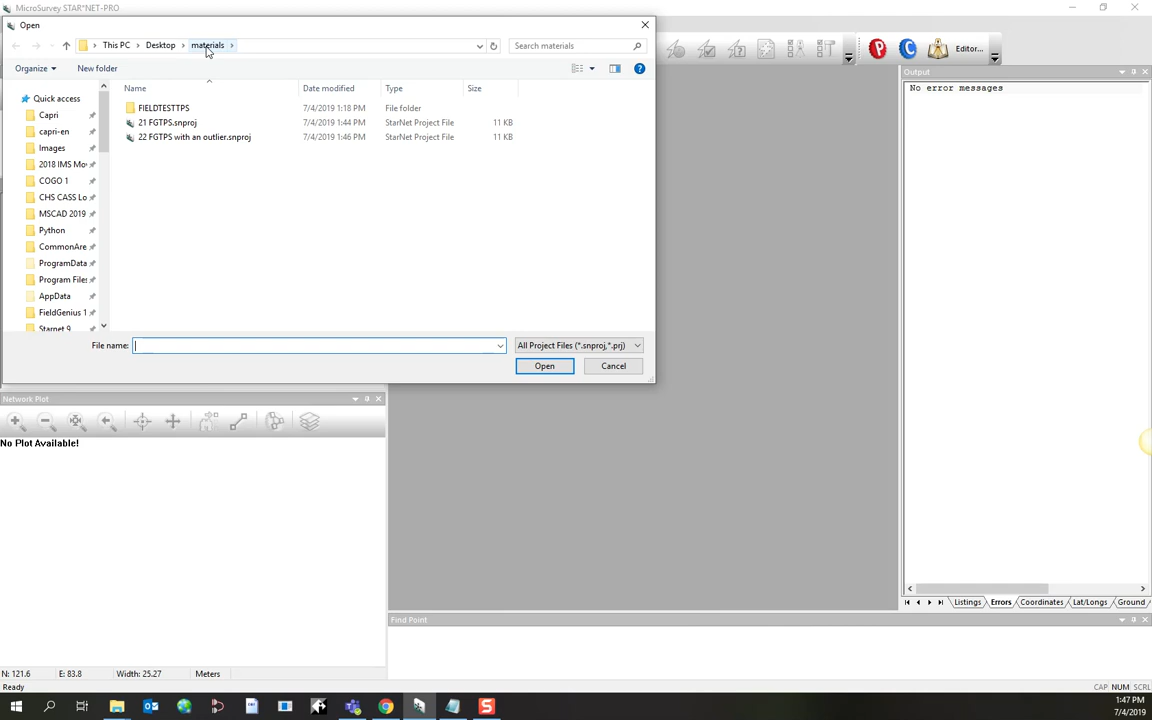 MicroSurvey STAR*NET-PRO
Open
This PC > Desktop > materials >
Search materials
Organize
New folder
Name
Date modified
Type
Size
Quick access
Capri
capri-en
Images
2018 IMS Mo
COGO 1
CHS CASS Lo
MSCAD 2019
Python
CommonAre
ProgramData
Program Files
AppData
FieldGenius 1
Starnet 9
FIELDTESTTPS 7/4/2019 1:18 PM File folder
21 FGTPS.snproj 7/4/2019 1:44 PM StarNet Project File 11 KB
22 FGTPS with an outlier.snproj 7/4/2019 1:46 PM StarNet Project File 11 KB
File name:
All Project Files (*.snproj,*.prj)
Open
Cancel
Editor...
Output
No error messages
Listings
Errors
Coordinates
Lat/Longs
Ground
Network Plot
No Plot Available!
Find Point
N: 121.6 E: 83.8 Width: 25.27 Meters
Ready
CAP NUM SCRL
1:47 PM
7/4/2019